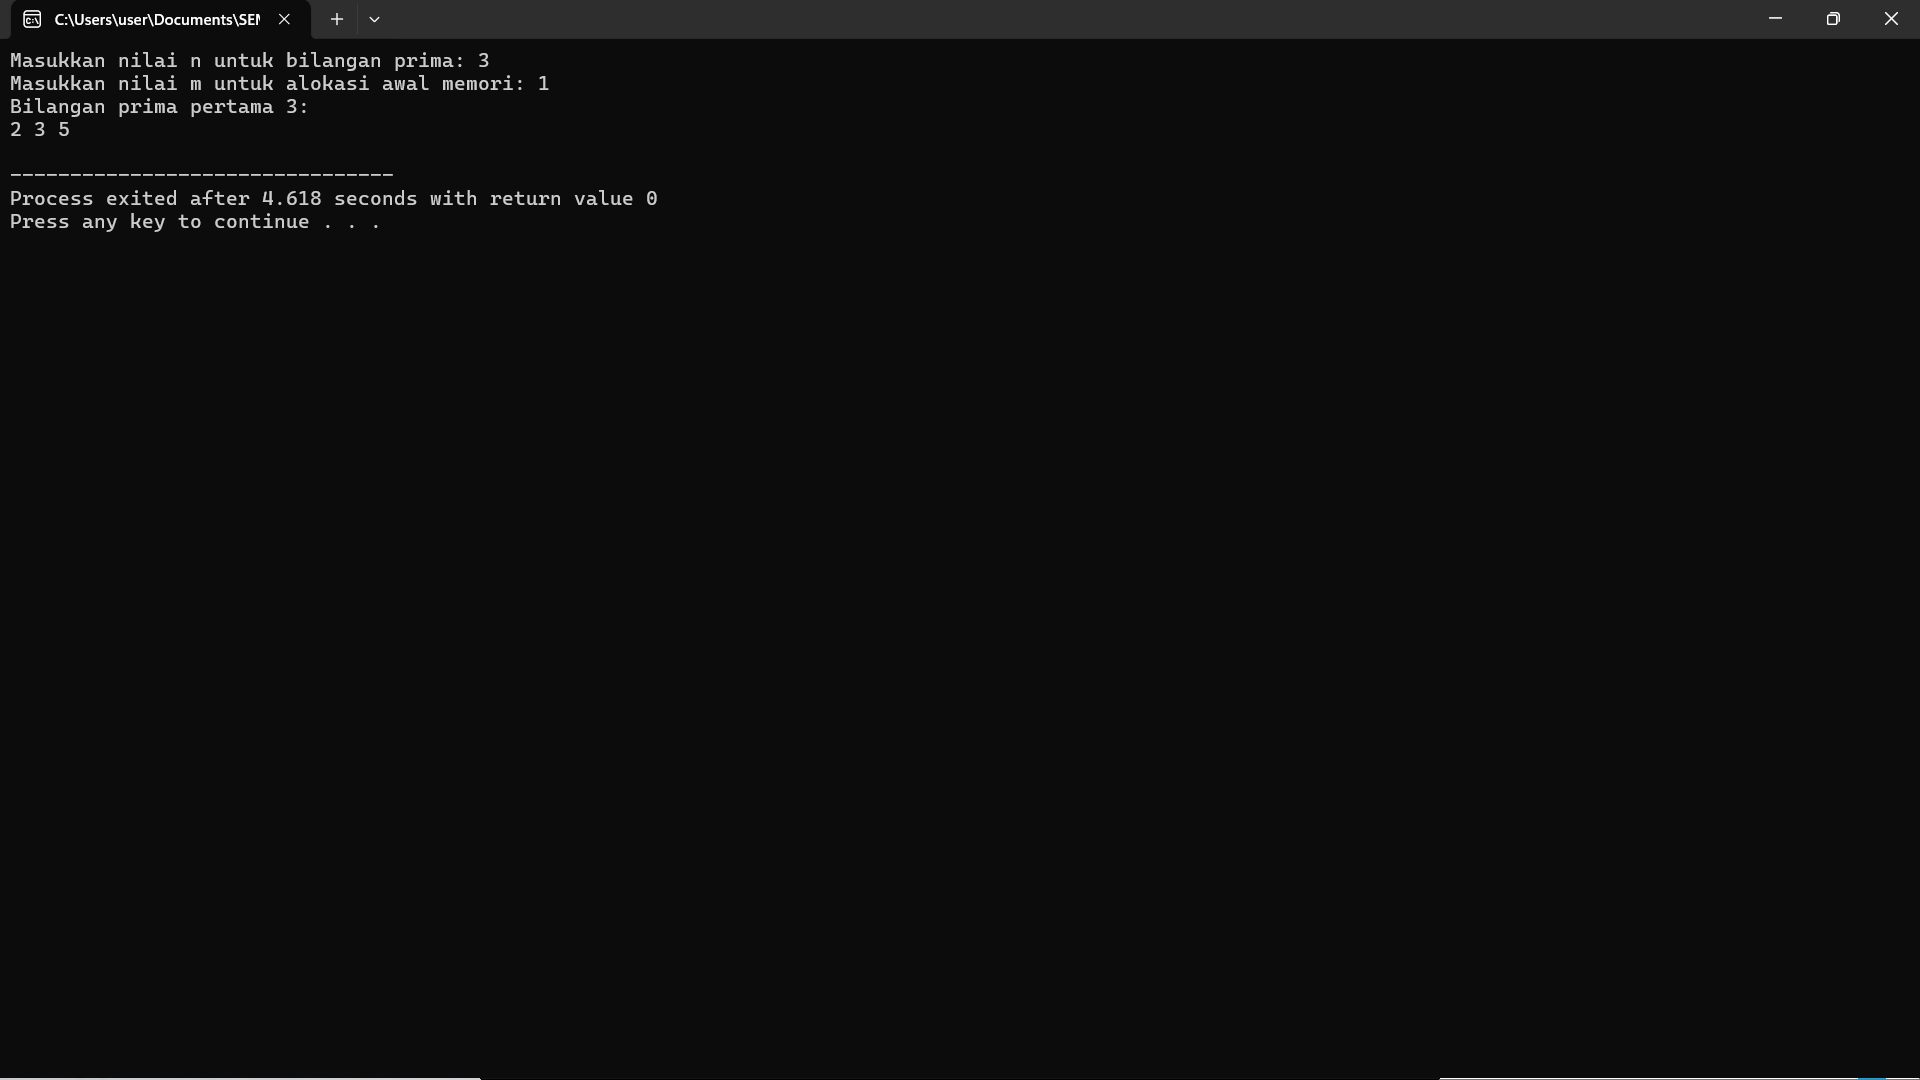 C:\Users\user\Documents\SEM
Masukkan nilai n untuk bilangan prima: 3
Masukkan nilai m untuk alokasi awal memori: 1
Bilangan prima pertama 3:
2 3 5
--------------------------------
Process exited after 4.618 seconds with return value 0
Press any key to continue . . .